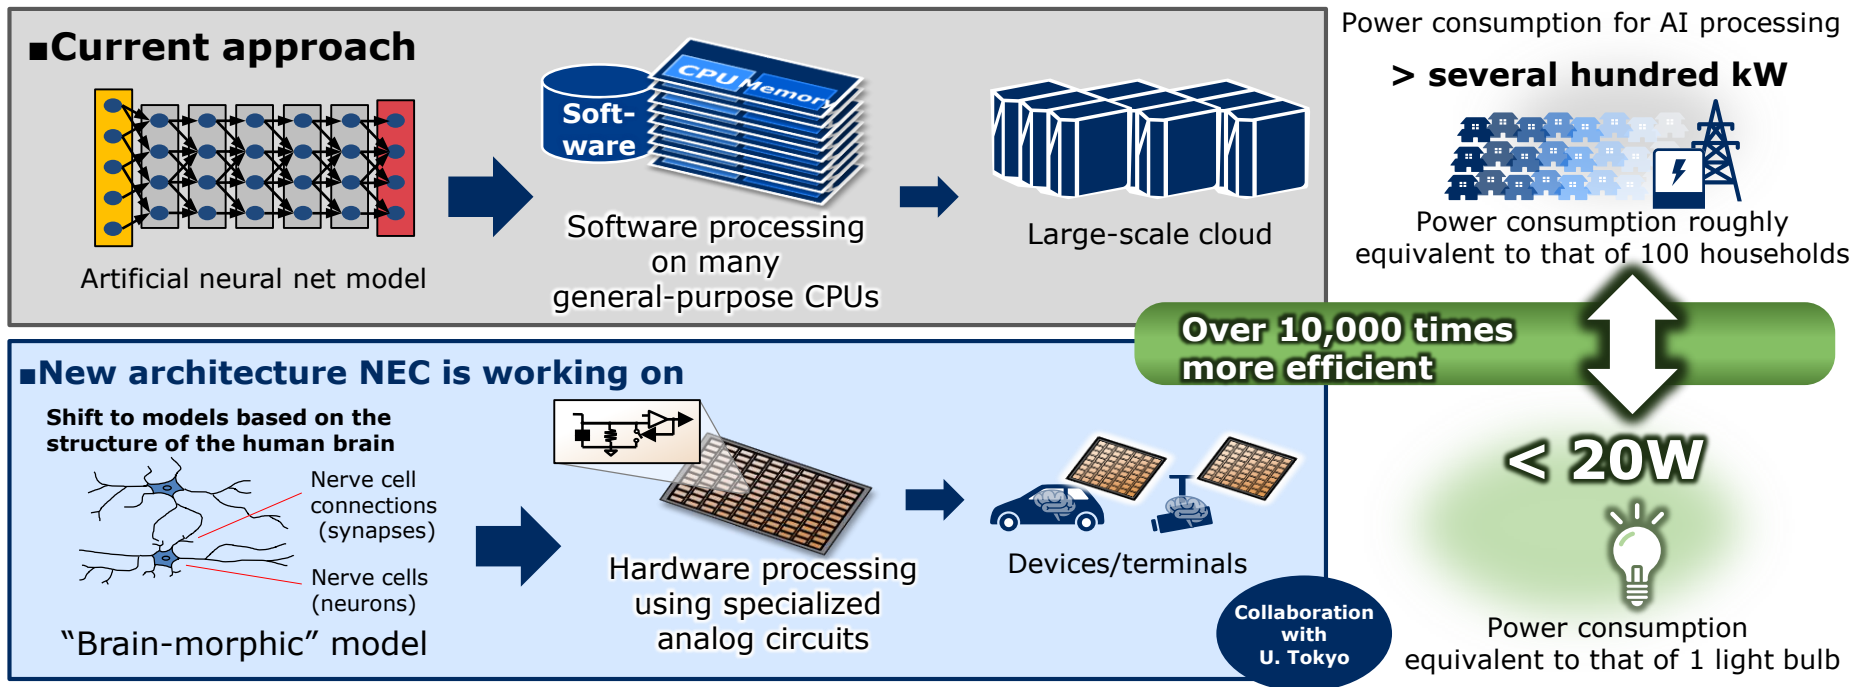 ■Current approach
Soft-
ware
CPU
Memory
Artificial neural net model
Software processing
on many
general-purpose CPUs
Large-scale cloud
Power consumption for AI processing
> several hundred kW
Power consumption roughly
equivalent to that of 100 households
Over 10,000 times
more efficient
■New architecture NEC is working on
Shift to models based on the
structure of the human brain
Nerve cell
connections
(synapses)
Nerve cells
(neurons)
“Brain-morphic” model
Hardware processing
using specialized
analog circuits
Devices/terminals
Collaboration
with
U. Tokyo
< 20W
Power consumption
equivalent to that of 1 light bulb